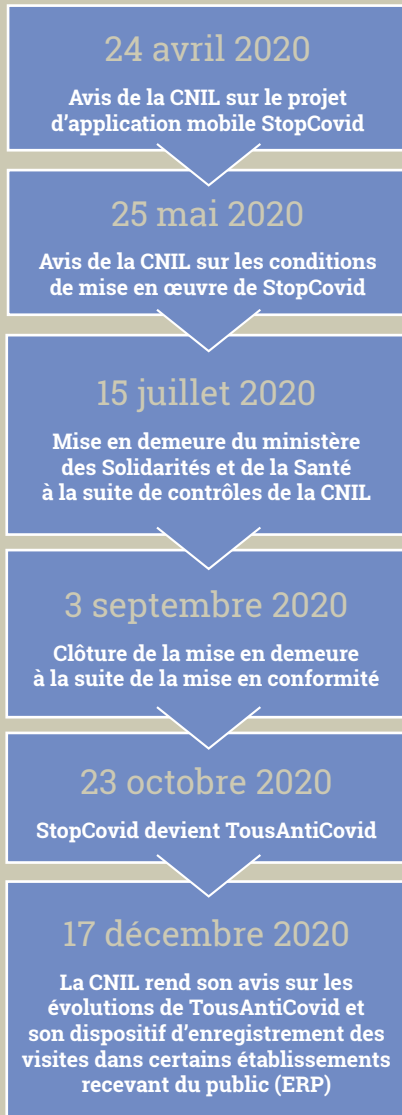 24 avril 2020
Avis de la CNIL sur le projet
d'application mobile StopCovid
25 mai 2020
Avis de la CNIL sur les conditions
de mise en œuvre de StopCovid
15 juillet 2020
Mise en demeure du ministère
des Solidarités et de la Santé
à la suite de contrôles de la CNIL
3 septembre 2020
Clôture de la mise en demeure
à la suite de la mise en conformité
23 octobre 2020
StopCovid devient TousAntiCovid
17 décembre 2020
La CNIL rend son avis sur les
évolutions de TousAntiCovid et
son dispositif d'enregistrement des
visites dans certains établissements
recevant du public (ERP)